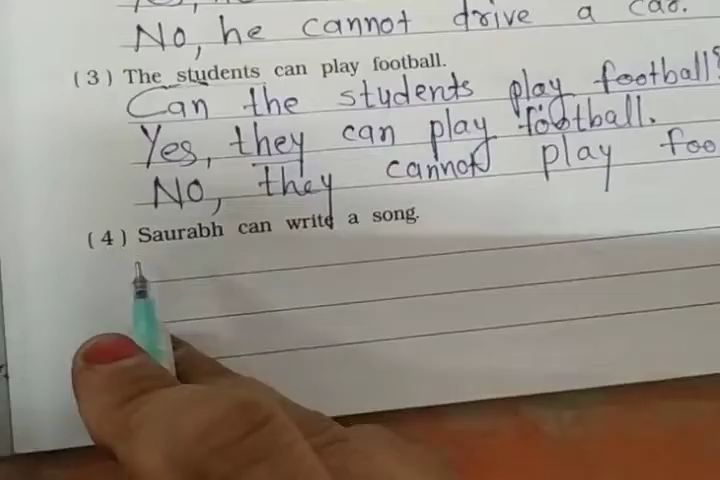 No, he cannot drive a car.
(3) The students can play football.
Can the students play football?
Yes, they can play football.
No, they cannot play foo
(4) Saurabh can write a song.